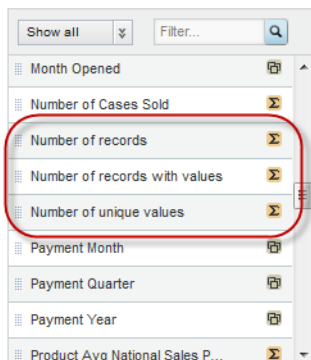 Show all Filter...
Month Opened
Number of Cases Sold Σ
Number of records Σ
Number of records with values Σ
Number of unique values Σ
Payment Month
Payment Quarter
Payment Year
Product Avg National Sales P... Σ